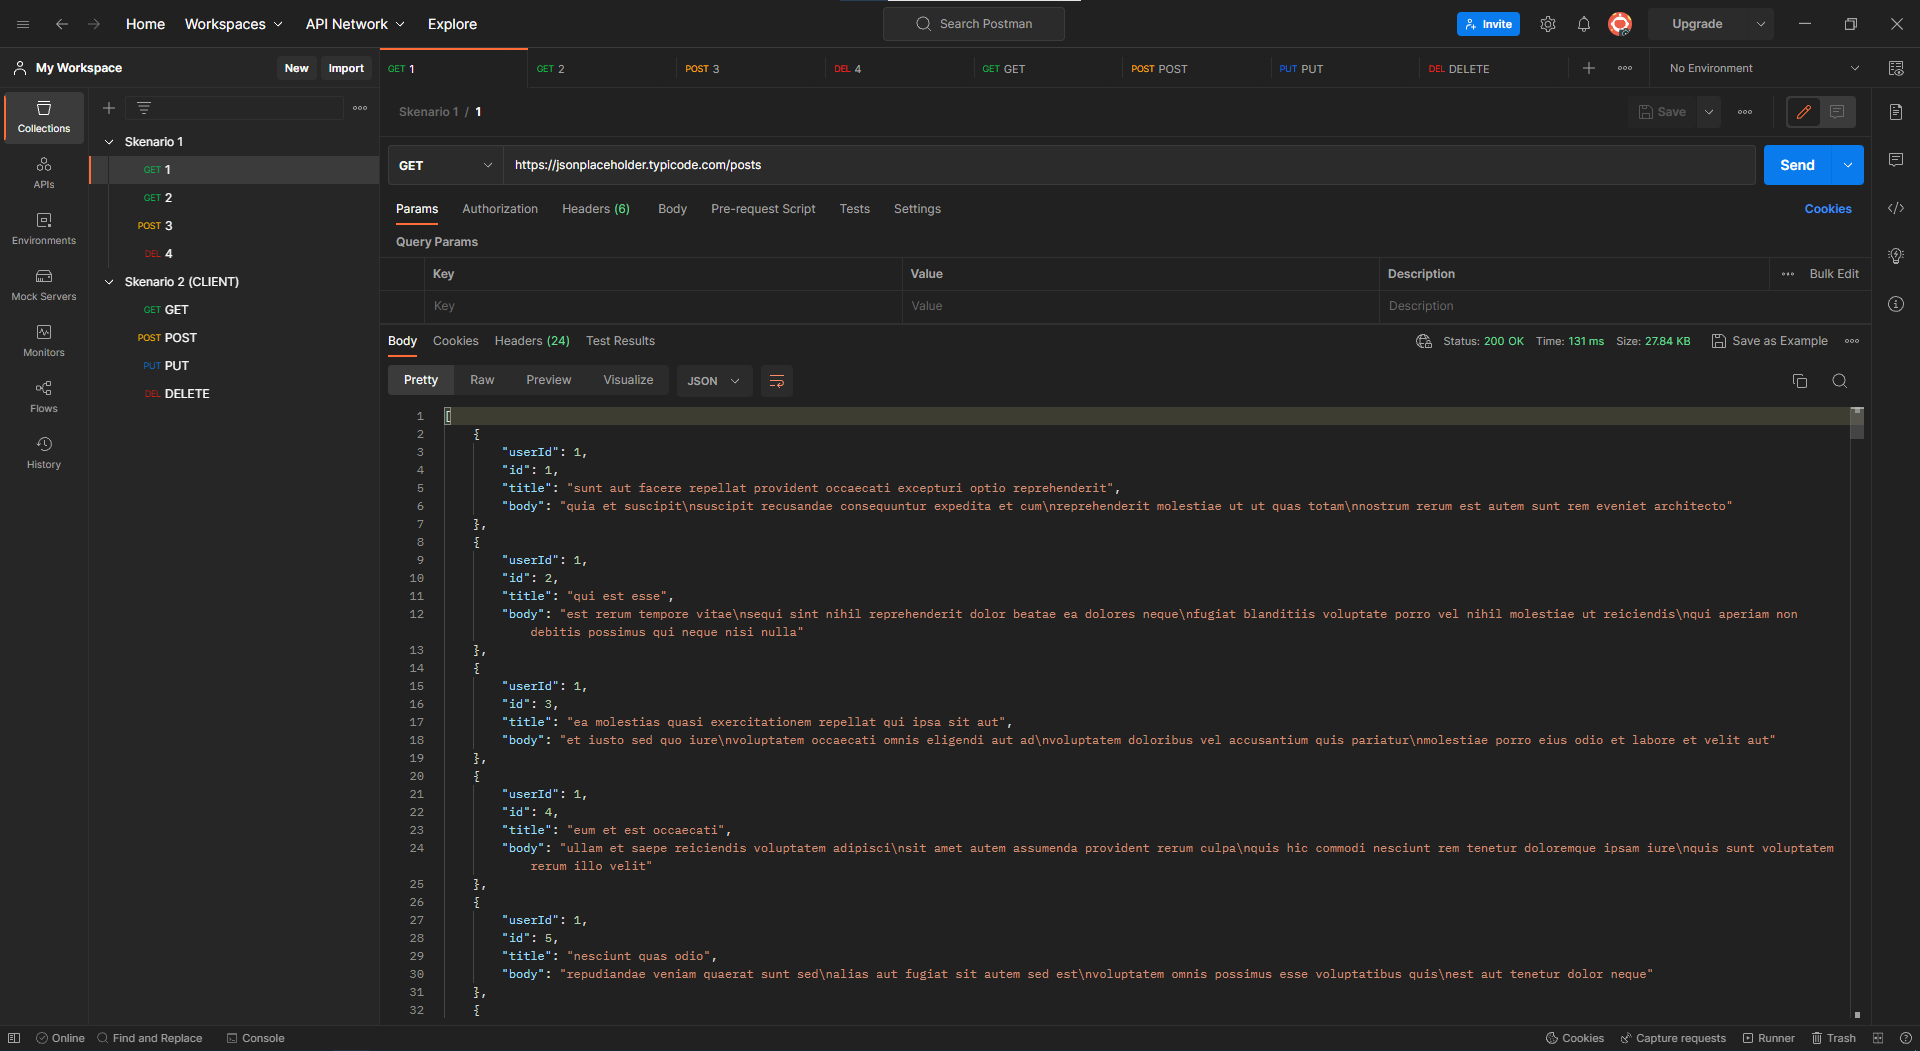 Home Workspaces API Network Explore Search Postman Invite Upgrade
My Workspace New Import GET 1 GET 2 POST 3 DEL 4 GET GET POST POST PUT PUT DEL DELETE No Environment
Collections
APIs
Environments
Mock Servers
Monitors
Flows
History
Skenario 1
GET 1
GET 2
POST 3
DEL 4
Skenario 2 (CLIENT)
GET GET
POST POST
PUT PUT
DEL DELETE
Skenario 1 / 1 Save
GET https://jsonplaceholder.typicode.com/posts Send
Params Authorization Headers (6) Body Pre-request Script Tests Settings Cookies
Query Params
Key Value Description Bulk Edit
Key Value Description
Body Cookies Headers (24) Test Results Status: 200 OK Time: 131 ms Size: 27.84 KB Save as Example
Pretty Raw Preview Visualize JSON
1 [
2 {
3 "userId": 1,
4 "id": 1,
5 "title": "sunt aut facere repellat provident occaecati excepturi optio reprehenderit",
6 "body": "quia et suscipit\nsuscipit recusandae consequuntur expedita et cum\nreprehenderit molestiae ut ut quas totam\nnostrum rerum est autem sunt rem eveniet architecto"
7 },
8 {
9 "userId": 1,
10 "id": 2,
11 "title": "qui est esse",
12 "body": "est rerum tempore vitae\nsequi sint nihil reprehenderit dolor beatae ea dolores neque\nfugiat blanditiis voluptate porro vel nihil molestiae ut reiciendis\nqui aperiam non
debitis possimus qui neque nisi nulla"
13 },
14 {
15 "userId": 1,
16 "id": 3,
17 "title": "ea molestias quasi exercitationem repellat qui ipsa sit aut",
18 "body": "et iusto sed quo iure\nvoluptatem occaecati omnis eligendi aut ad\nvoluptatem doloribus vel accusantium quis pariatur\nmolestiae porro eius odio et labore et velit aut"
19 },
20 {
21 "userId": 1,
22 "id": 4,
23 "title": "eum et est occaecati",
24 "body": "ullam et saepe reiciendis voluptatem adipisci\nsit amet autem assumenda provident rerum culpa\nquis hic commodi nesciunt rem tenetur doloremque ipsam iure\nquis sunt voluptatem
rerum illo velit"
25 },
26 {
27 "userId": 1,
28 "id": 5,
29 "title": "nesciunt quas odio",
30 "body": "repudiandae veniam quaerat sunt sed\nalias aut fugiat sit autem sed est\nvoluptatem omnis possimus esse voluptatibus quis\nest aut tenetur dolor neque"
31 },
32 {
Online Find and Replace Console Cookies Capture requests Runner Trash